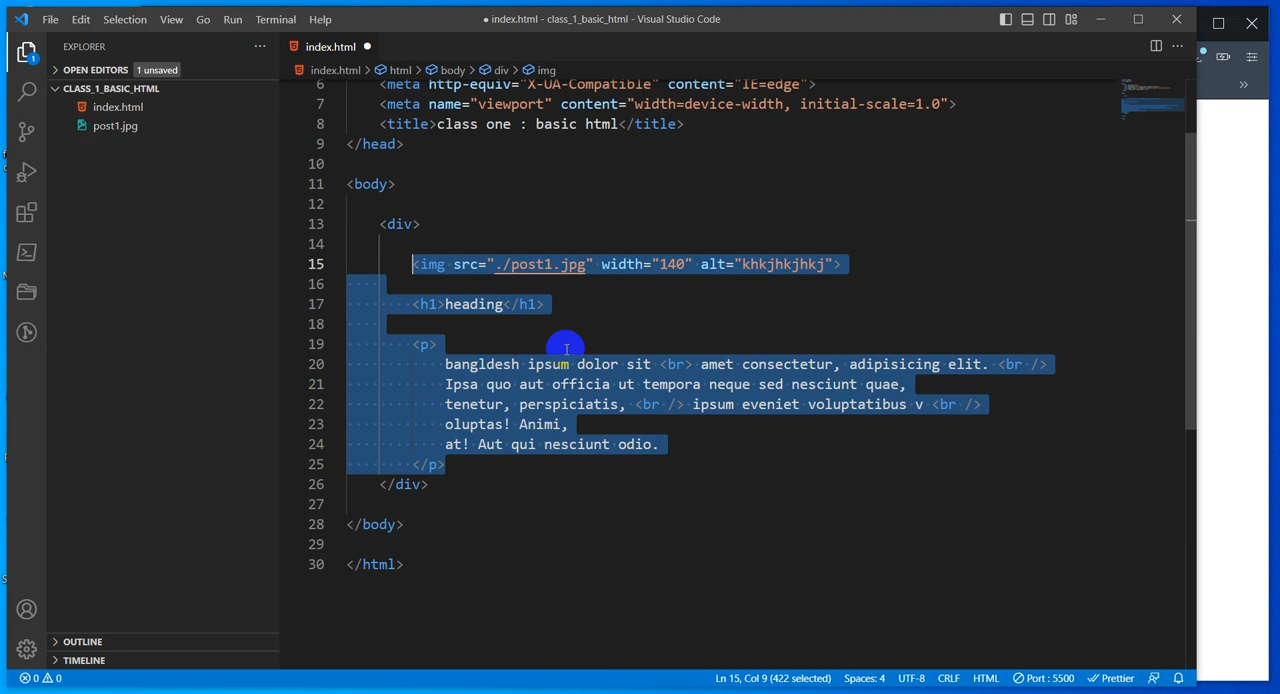 File Edit Selection View Go Run Terminal Help
● index.html - class_1_basic_html - Visual Studio Code
EXPLORER
OPEN EDITORS 1 unsaved
CLASS_1_BASIC_HTML
index.html
post1.jpg
OUTLINE
TIMELINE
index.html
index.html > html > body > div > img
6 <meta http-equiv="X-UA-Compatible" content="IE=edge">
7 <meta name="viewport" content="width=device-width, initial-scale=1.0">
8 <title>class one : basic html</title>
9 </head>
10
11 <body>
12
13 <div>
14
15 <img src="./post1.jpg" width="140" alt="khkjhkjhkj">
16
17 <h1>heading</h1>
18
19 <p>
20 bangldesh ipsum dolor sit <br> amet consectetur, adipisicing elit. <br />
21 Ipsa quo aut officia ut tempora neque sed nesciunt quae,
22 tenetur, perspiciatis, <br /> ipsum eveniet voluptatibus v <br />
23 oluptas! Animi,
24 at! Aut qui nesciunt odio.
25 </p>
26 </div>
27
28 </body>
29
30 </html>
0 0
Ln 15, Col 9 (422 selected) Spaces: 4 UTF-8 CRLF HTML Port : 5500 Prettier